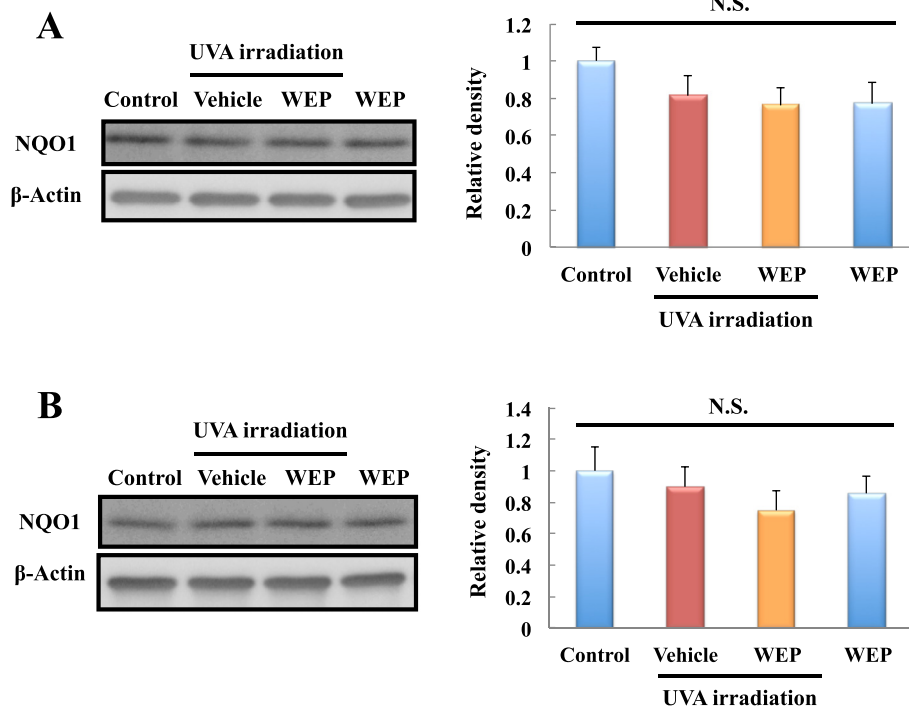 A
UVA irradiation
Control Vehicle WEP WEP
NQO1
β-Actin
N.S.
Relative density
1.2
1
0.8
0.6
0.4
0.2
0
Control Vehicle WEP WEP
UVA irradiation
B
UVA irradiation
Control Vehicle WEP WEP
NQO1
β-Actin
N.S.
Relative density
1.4
1.2
1
0.8
0.6
0.4
0.2
0
Control Vehicle WEP WEP
UVA irradiation